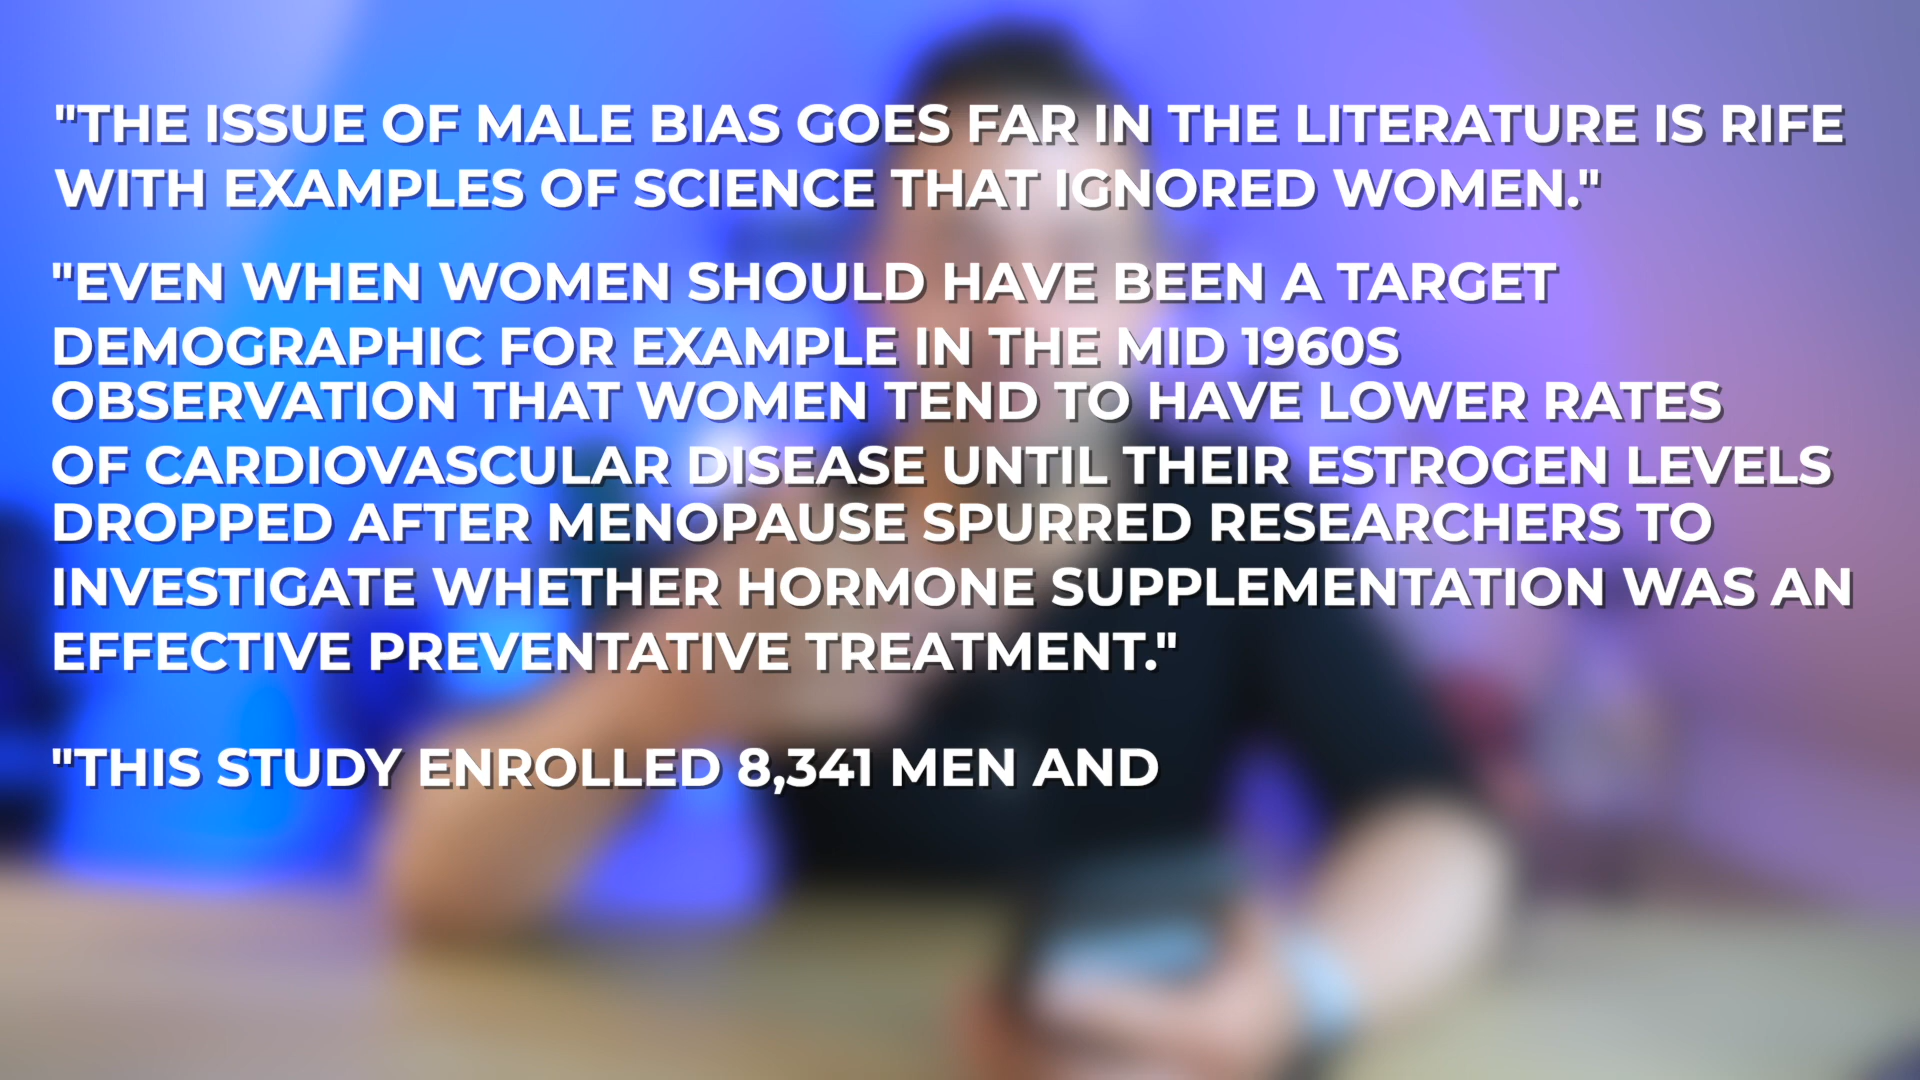 "THE ISSUE OF MALE BIAS GOES FAR IN THE LITERATURE IS RIFE
WITH EXAMPLES OF SCIENCE THAT IGNORED WOMEN."
"EVEN WHEN WOMEN SHOULD HAVE BEEN A TARGET
DEMOGRAPHIC FOR EXAMPLE IN THE MID 1960S
OBSERVATION THAT WOMEN TEND TO HAVE LOWER RATES
OF CARDIOVASCULAR DISEASE UNTIL THEIR ESTROGEN LEVELS
DROPPED AFTER MENOPAUSE SPURRED RESEARCHERS TO
INVESTIGATE WHETHER HORMONE SUPPLEMENTATION WAS AN
EFFECTIVE PREVENTATIVE TREATMENT."
"THIS STUDY ENROLLED 8,341 MEN AND